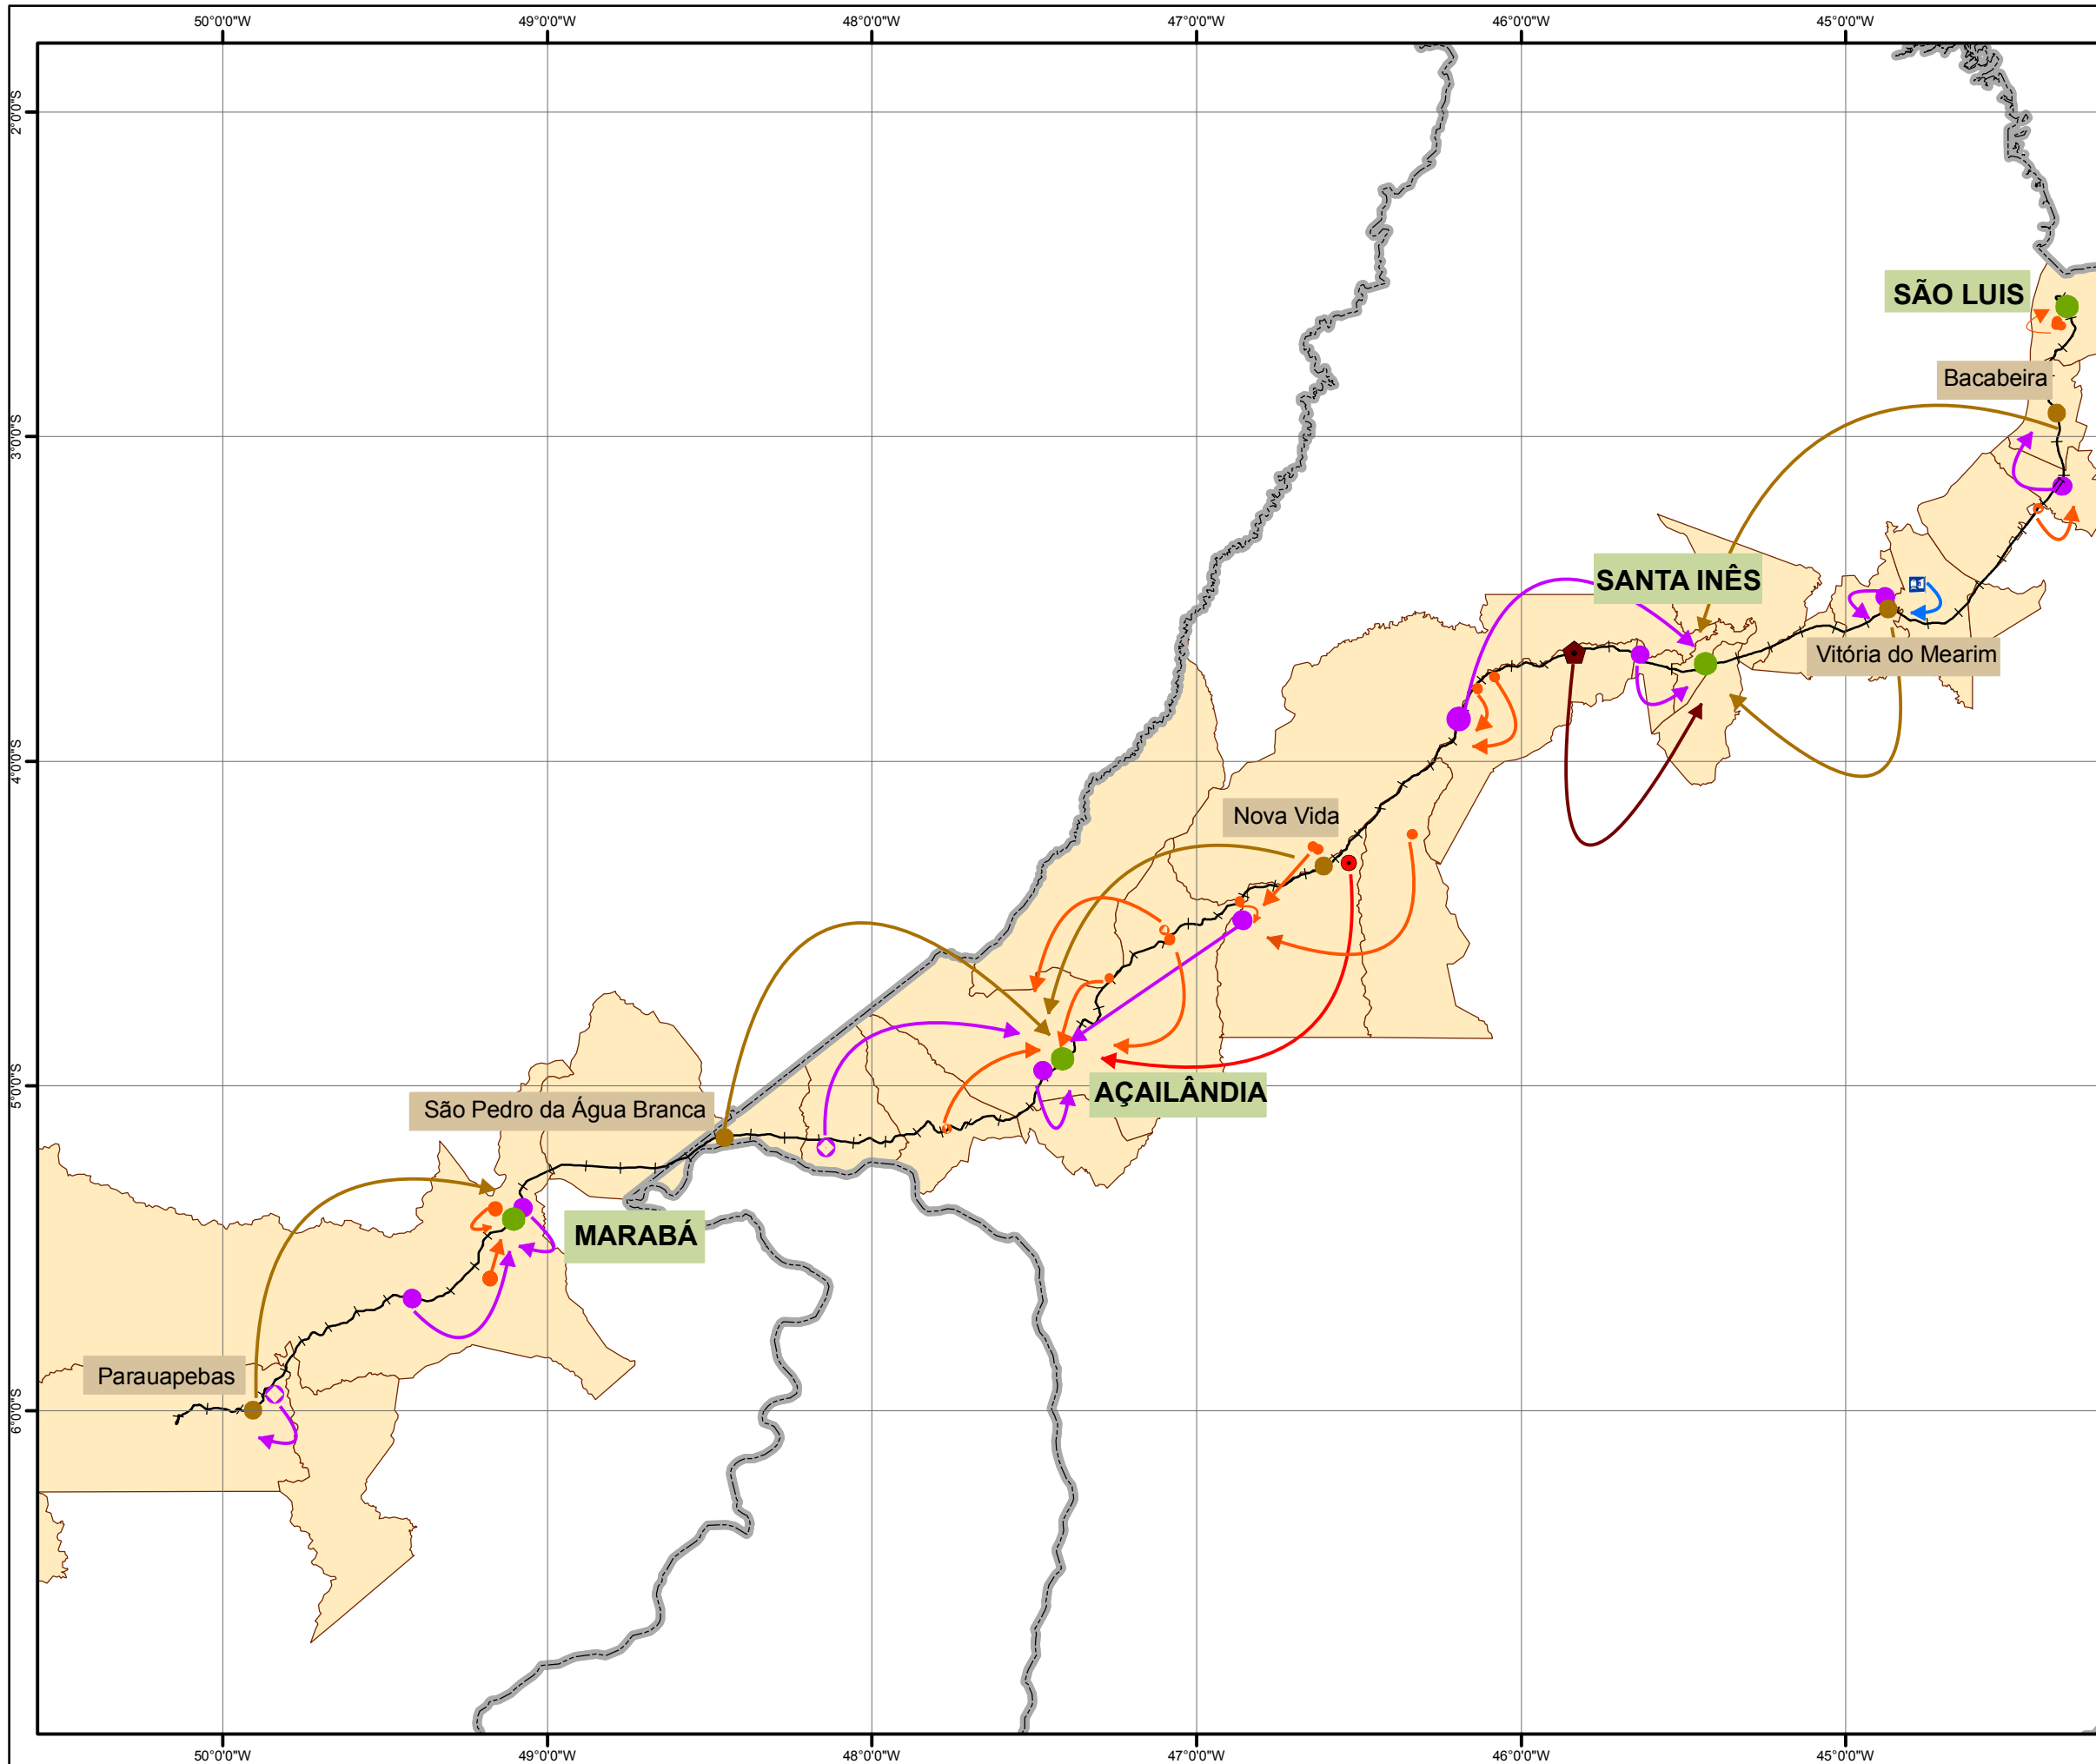 50°0'0"W 49°0'0"W 48°0'0"W 47°0'0"W 46°0'0"W 45°0'0"W
2°0'0"S
SÃO LUIS
Bacabeira
3°0'0"S
SANTA INÊS
Vitória do Mearim
4°0'0"S
Nova Vida
5°0'0"S
AÇAILÂNDIA
São Pedro da Água Branca
MARABÁ
Parauapebas
6°0'0"S
50°0'0"W 49°0'0"W 48°0'0"W 47°0'0"W 46°0'0"W 45°0'0"W